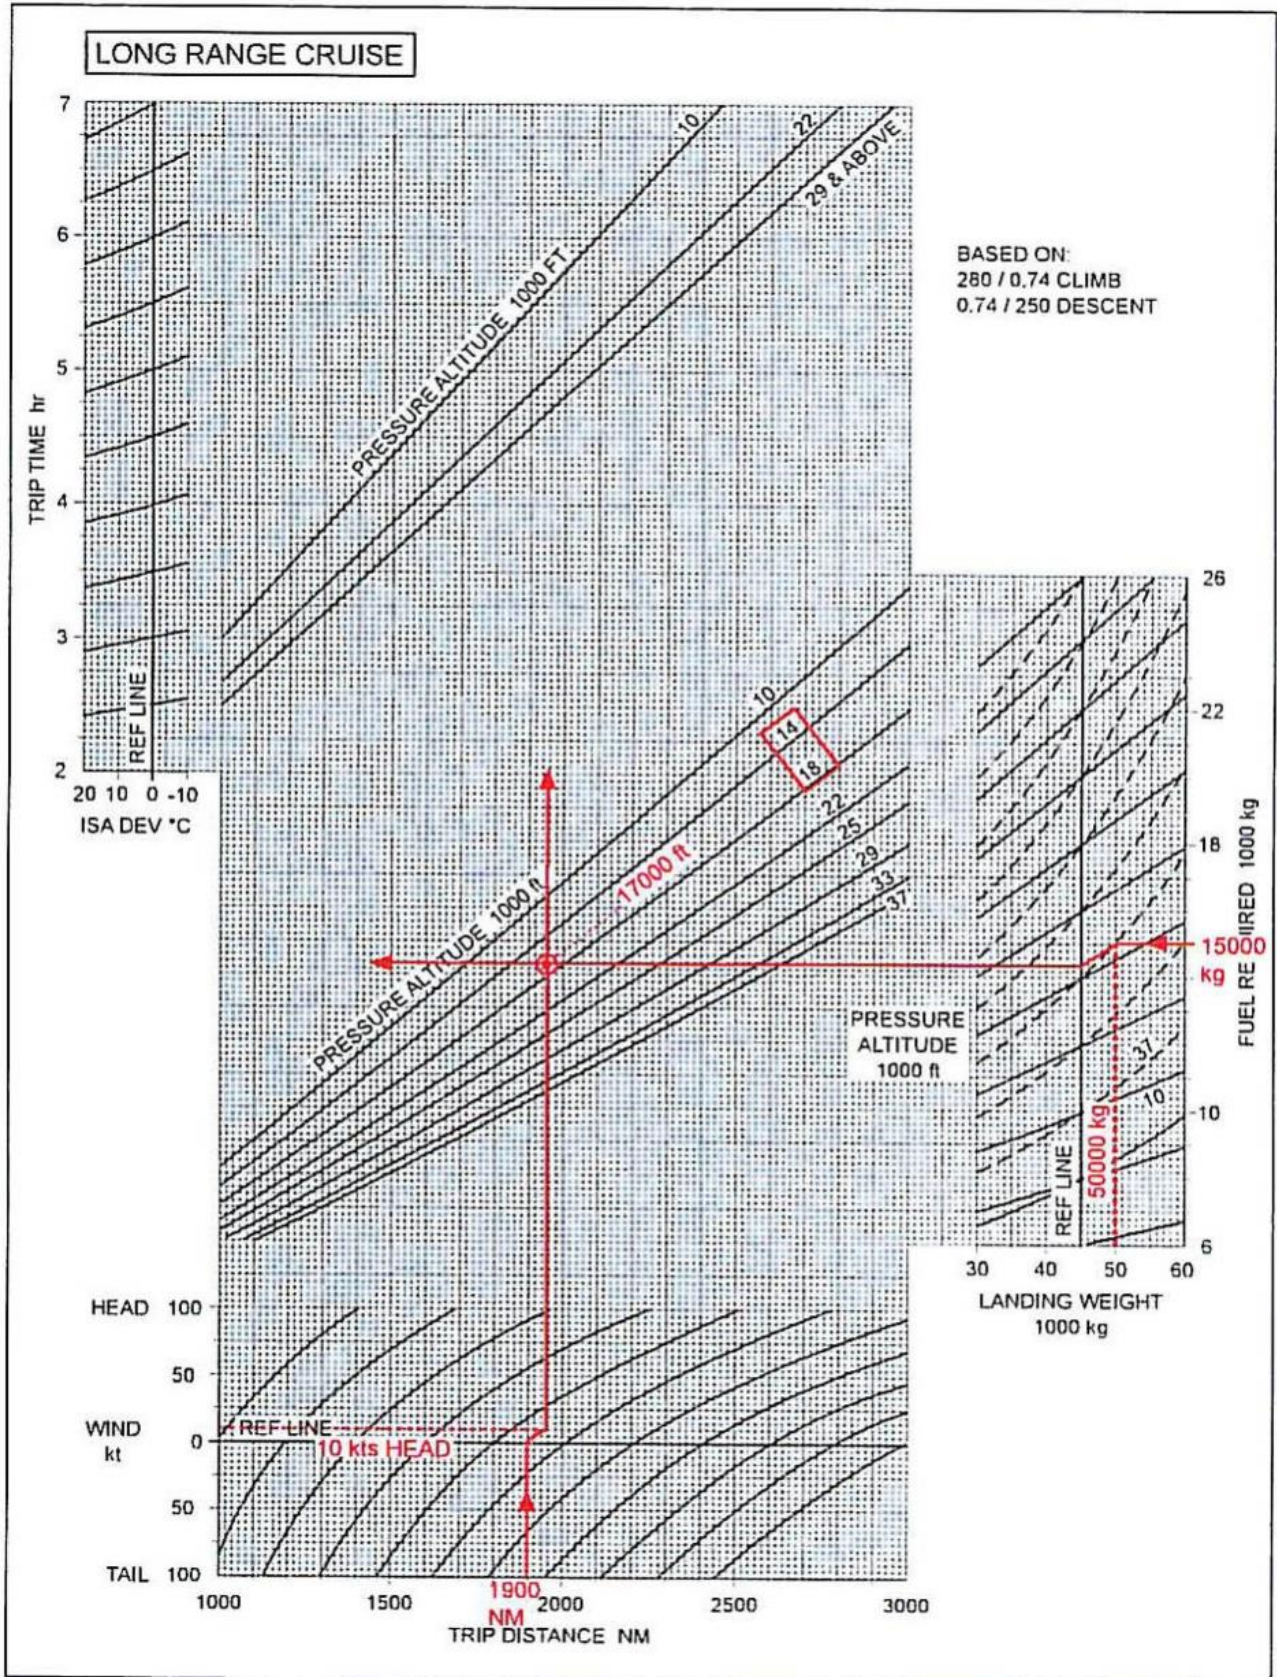 LONG RANGE CRUISE
7
6
5
4
3
2
TRIP TIME hr
REF LINE
20 10 0 -10
ISA DEV °C
10
22
29 & ABOVE
PRESSURE ALTITUDE 1000 FT
BASED ON:
280 / 0.74 CLIMB
0.74 / 250 DESCENT
10
14
18
22
25
29
33
37
17000 ft
PRESSURE ALTITUDE 1000 ft
26
22
18
15000
kg
10
6
FUEL RE IIRED 1000 kg
PRESSURE
ALTITUDE
1000 ft
37
10
REF LINE
50000 kg
30 40 50 60
LANDING WEIGHT
1000 kg
HEAD 100
50
WIND
kt
0
50
TAIL 100
REF LINE
10 kts HEAD
1000 1500 2000 2500 3000
1900
NM
TRIP DISTANCE NM